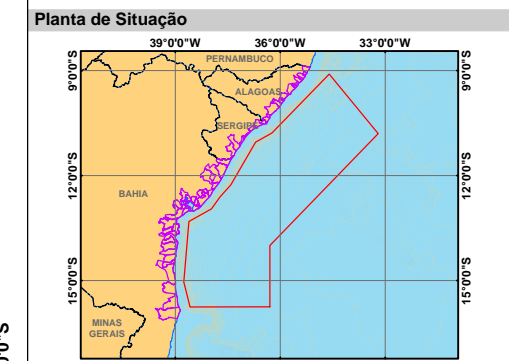 Planta de Situação
39°0'0"W 36°0'0"W 33°0'0"W
9°0'0"S 9°0'0"S
PERNAMBUCO
ALAGOAS
SERGIPE
12°0'0"S 12°0'0"S
BAHIA
15°0'0"S 15°0'0"S
MINAS
GERAIS